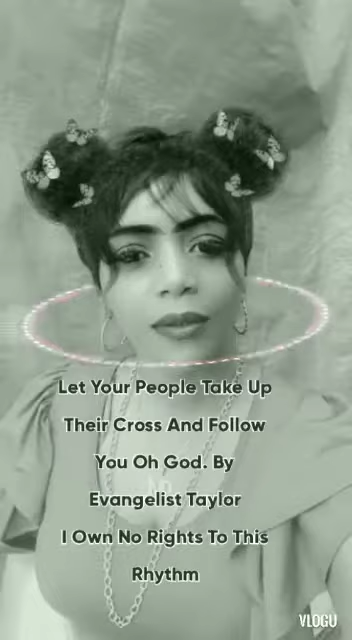 Let Your People Take Up
Their Cross And Follow
You Oh God. By
Evangelist Taylor
I Own No Rights To This
Rhythm
VLOGU